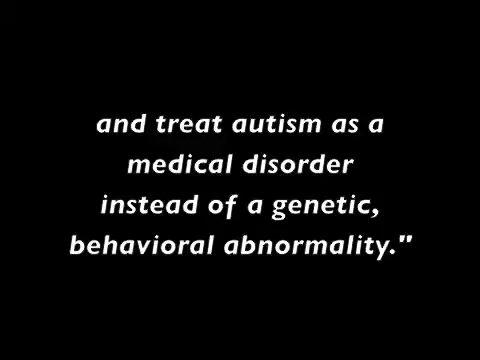 and treat autism as a
medical disorder
instead of a genetic,
behavioral abnormality."